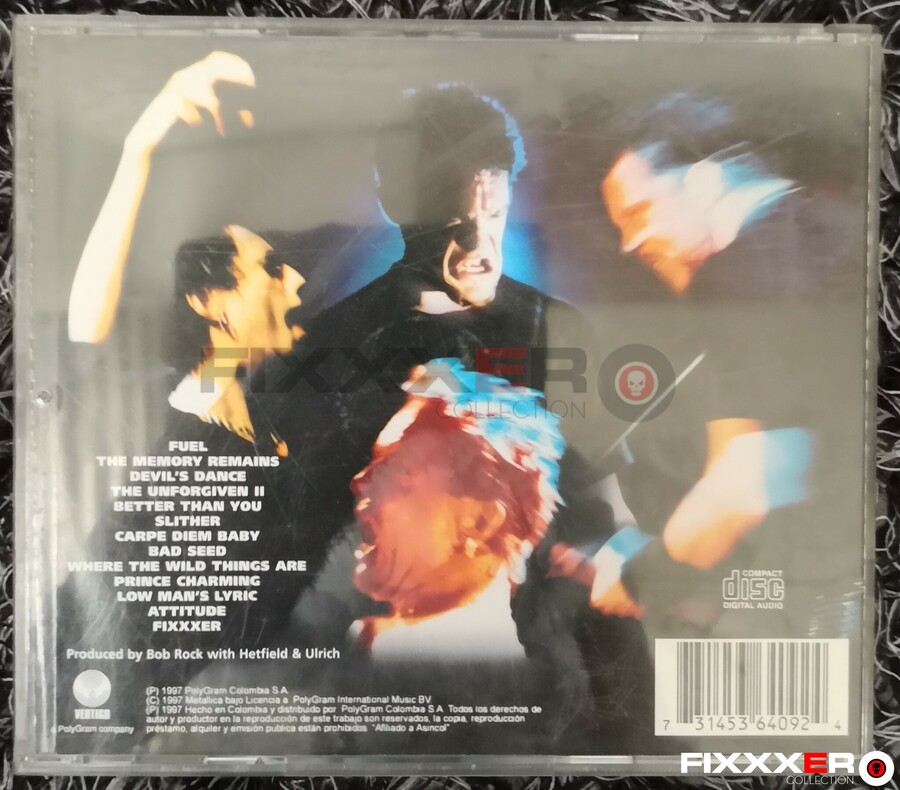 FIXXXERO
COLLECTION
FUEL
THE MEMORY REMAINS
DEVIL'S DANCE
THE UNFORGIVEN II
BETTER THAN YOU
SLITHER
CARPE DIEM BABY
BAD SEED
WHERE THE WILD THINGS ARE
PRINCE CHARMING
LOW MAN'S LYRIC
ATTITUDE
FIXXXER
Produced by Bob Rock with Hetfield & Ulrich
COMPACT
disc
DIGITAL AUDIO
VERTIGO
a PolyGram company
(P) 1997 PolyGram Colombia S.A.
(C) 1997 Metallica bajo Licencia a PolyGram International Music BV.
(P) 1997 Hecho en Colombia y distribuido por PolyGram Colombia S.A. Todos los derechos de
autor y productor en la reproducción de este trabajo son reservados, la copia, reproducción
préstamo, alquiler y emisión publica están prohibidos. "Afiliado a Asincol"
7 31453 64092 4
FIXXXERO
COLLECTION